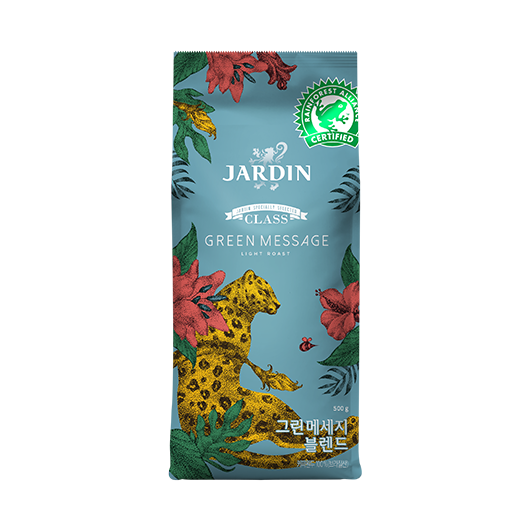 RAINFOREST ALLIANCE
CERTIFIED
JARDIN
JARDIN SPECIALLY SELECTED
CLASS
GREEN MESSAGE
LIGHT ROAST
500 g
그린메세지
블렌드